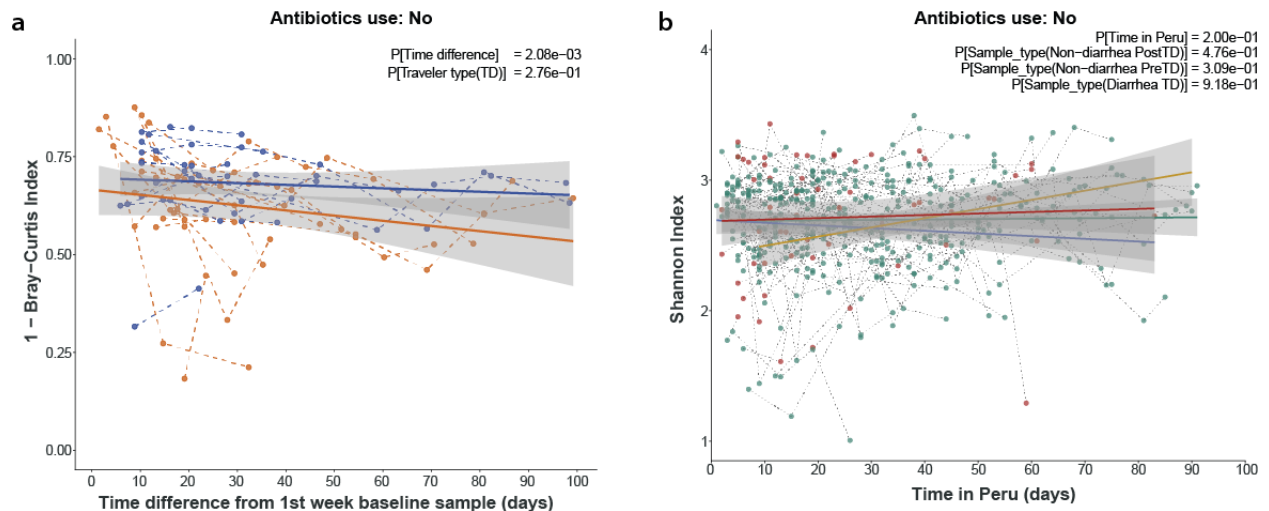 a
Antibiotics use: No
P[Time difference] = 2.08e−03
P[Traveler type(TD)] = 2.76e−01
1.00
0.75
0.50
0.25
0.00
1 − Bray−Curtis Index
0 10 20 30 40 50 60 70 80 90 100
Time difference from 1st week baseline sample (days)
b
Antibiotics use: No
P[Time in Peru] = 2.00e−01
P[Sample_type(Non-diarrhea PostTD)] = 4.76e−01
P[Sample_type(Non-diarrhea PreTD)] = 3.09e−01
P[Sample_type(Diarrhea TD)] = 9.18e−01
4
3
2
1
Shannon Index
0 10 20 30 40 50 60 70 80 90 100
Time in Peru (days)